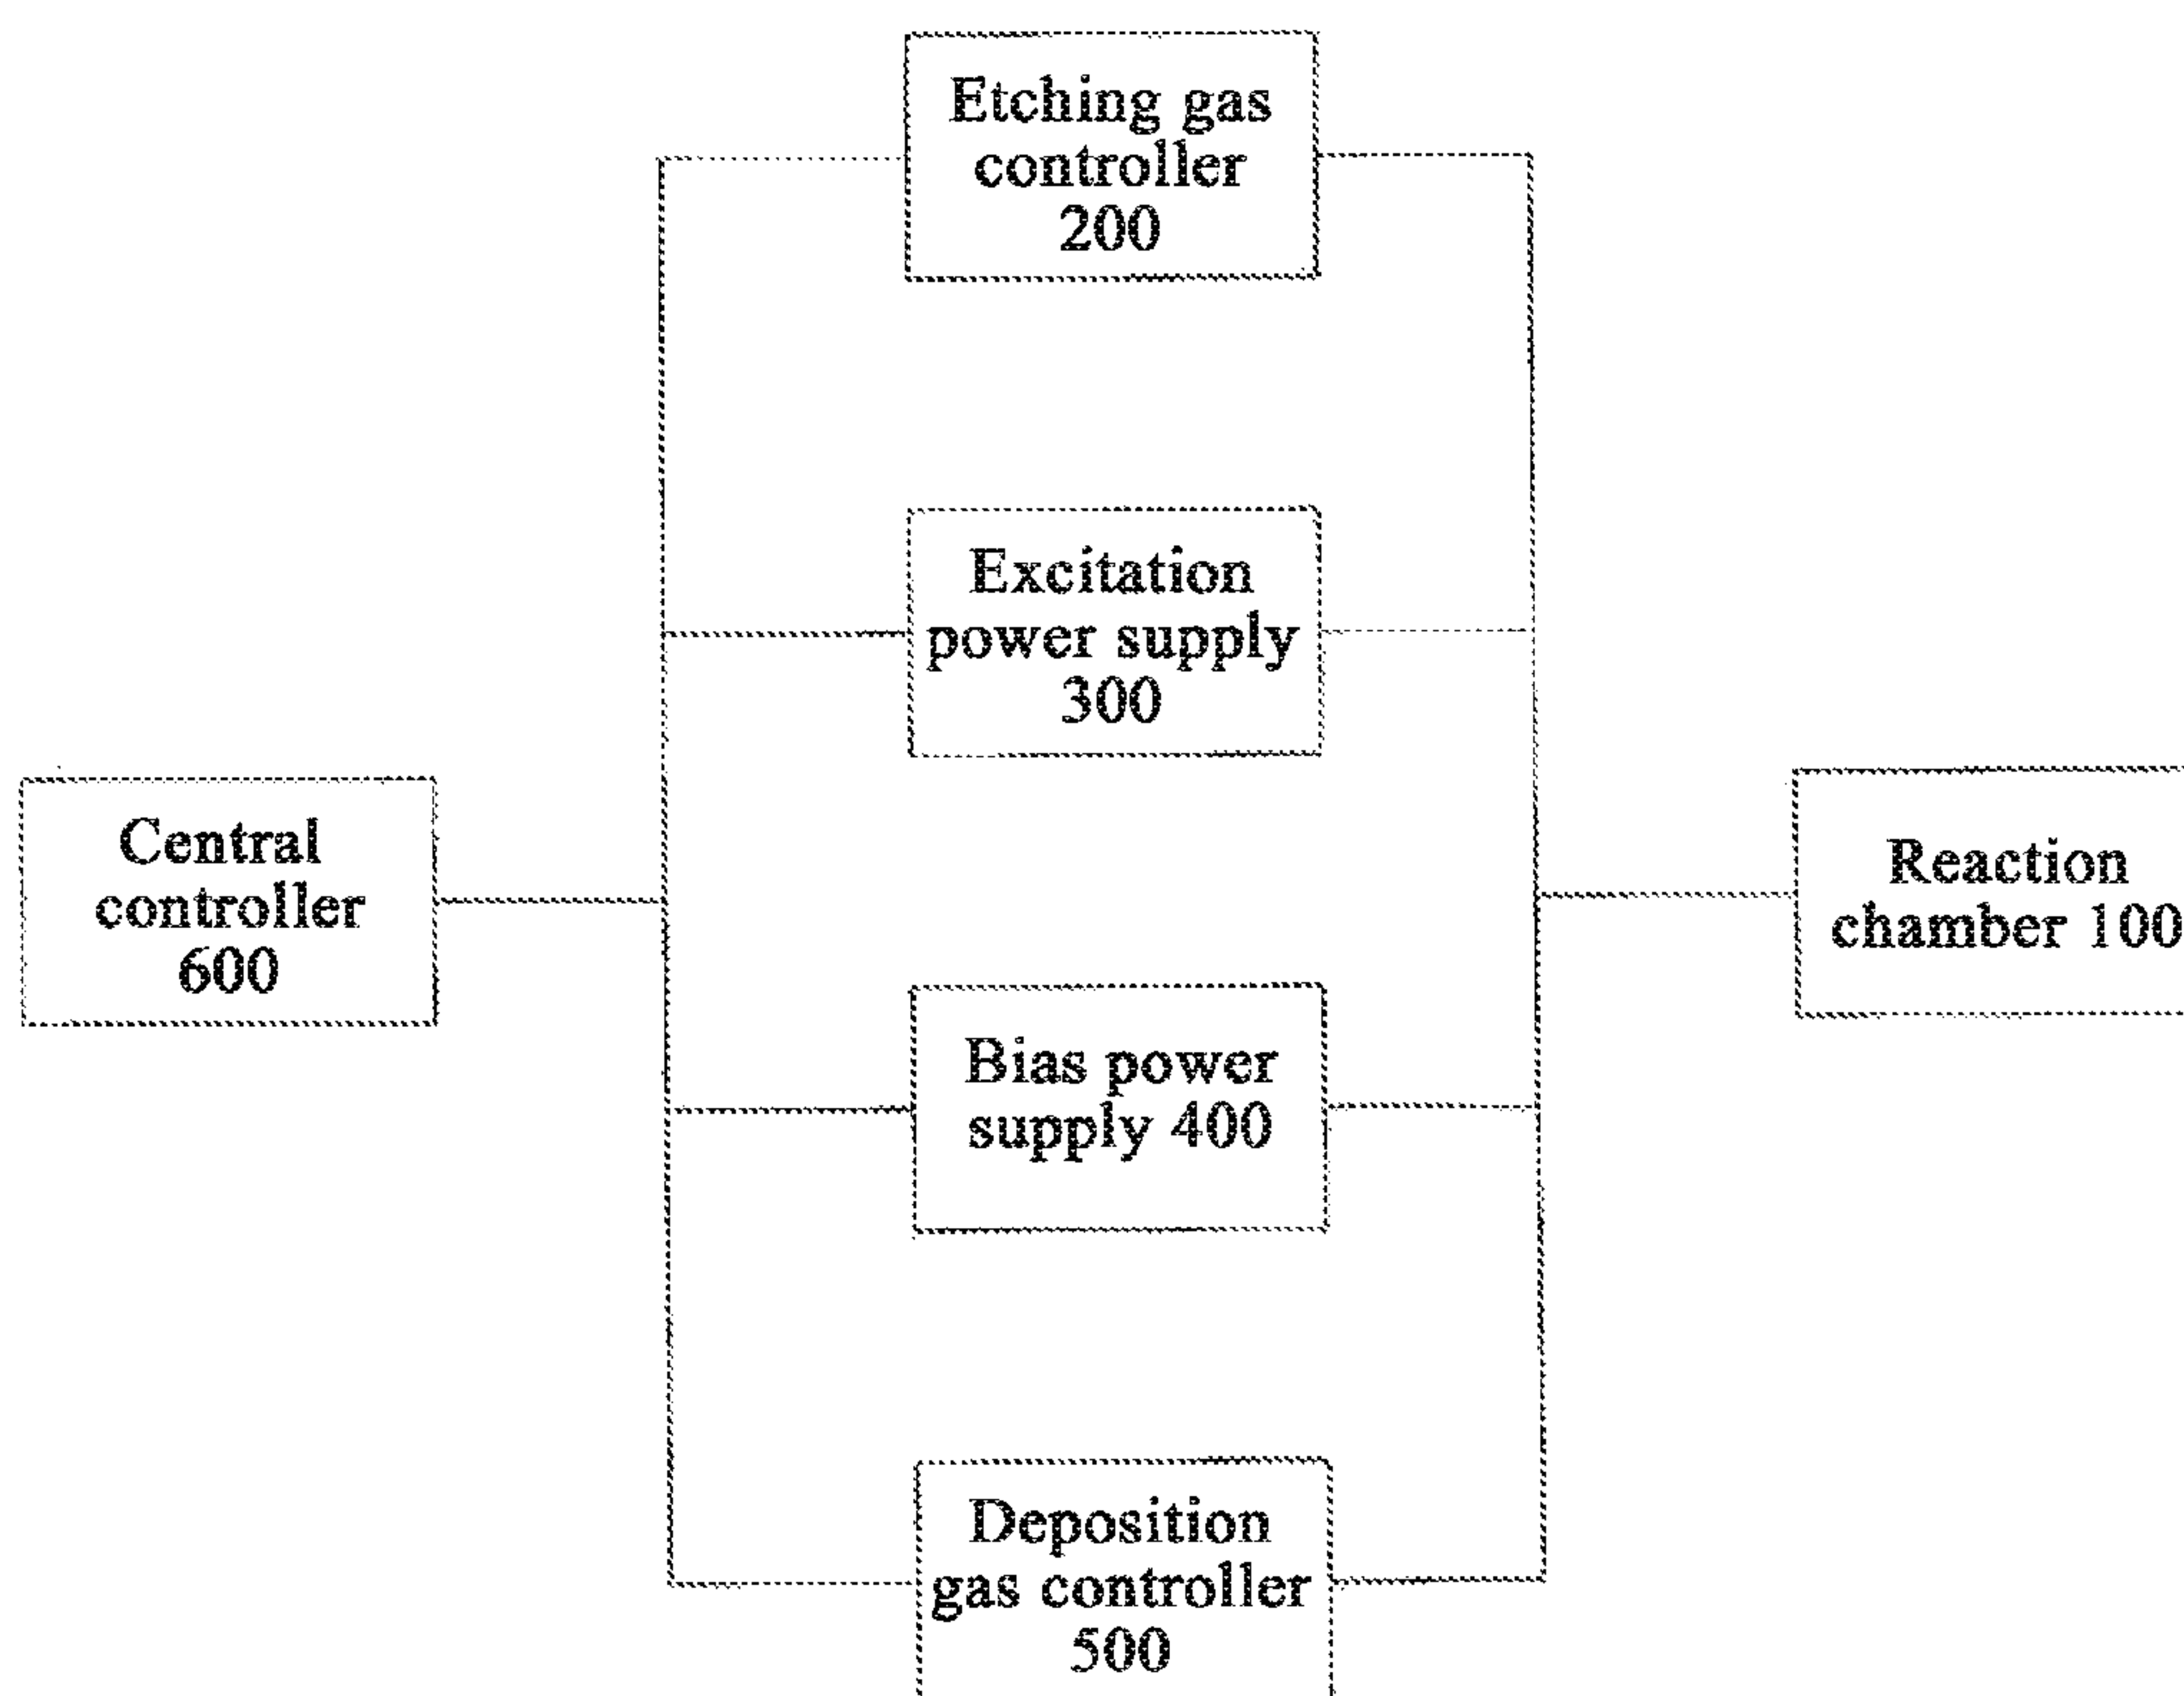 Etching gas
controller
200
Excitation
power supply
300
Central
controller
600
Reaction
chamber 100
Bias power
supply 400
Deposition
gas controller
500